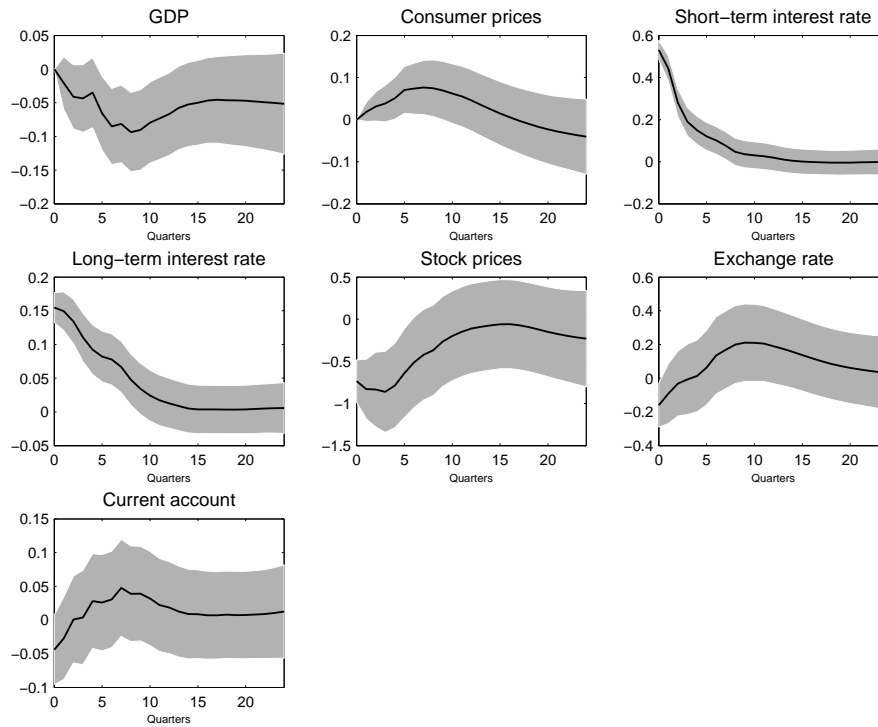 GDP
0.05
0
−0.05
−0.1
−0.15
−0.2
0 5 10 15 20
Quarters
Consumer prices
0.2
0.1
0
−0.1
−0.2
0 5 10 15 20
Quarters
Short−term interest rate
0.6
0.4
0.2
0
−0.2
0 5 10 15 20
Quarters
Long−term interest rate
0.2
0.15
0.1
0.05
0
−0.05
0 5 10 15 20
Quarters
Stock prices
0.5
0
−0.5
−1
−1.5
0 5 10 15 20
Quarters
Exchange rate
0.6
0.4
0.2
0
−0.2
−0.4
0 5 10 15 20
Quarters
Current account
0.15
0.1
0.05
0
−0.05
−0.1
0 5 10 15 20
Quarters